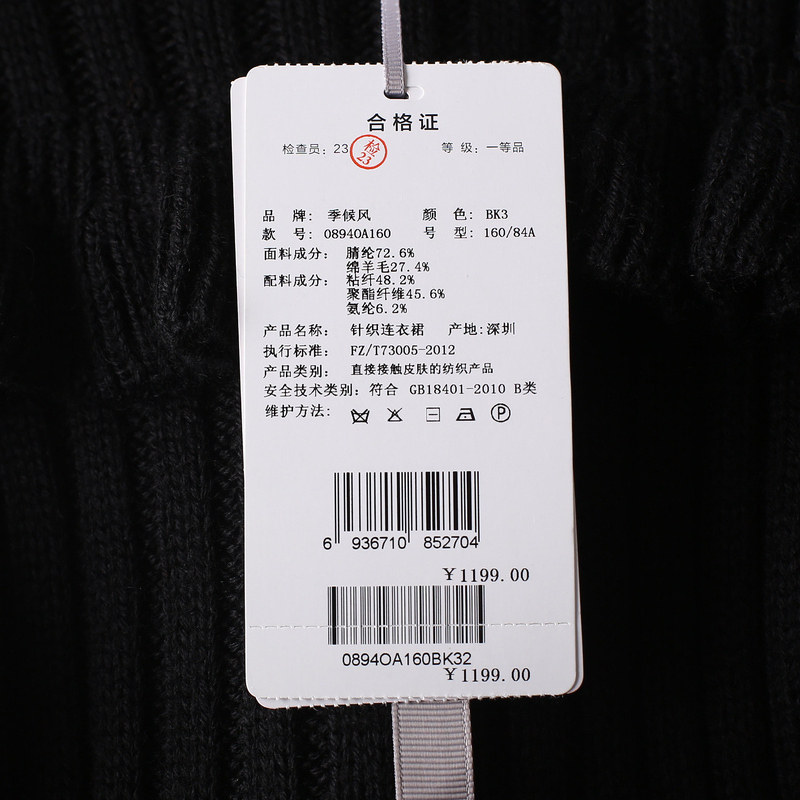 合格证
检查员: 23 检23 等 级: 一等品
品 牌: 季候风 颜 色: BK3
款 号: 0894OA160 号 型: 160/84A
面料成分: 腈纶72.6%
绵羊毛27.4%
配料成分: 粘纤48.2%
聚酯纤维45.6%
氨纶6.2%
产品名称: 针织连衣裙 产地:深圳
执行标准: FZ/T73005-2012
产品类别: 直接接触皮肤的纺织产品
安全技术类别: 符合 GB18401-2010 B类
维护方法: P
6 936710 852704
￥1199.00
0894OA160BK32
￥1199.00